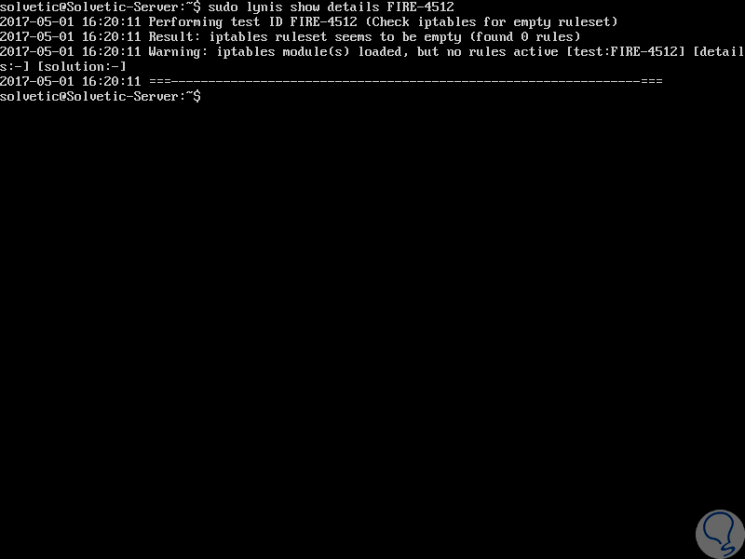 solvetic@Solvetic-Server:~$ sudo lynis show details FIRE-4512
2017-05-01 16:20:11 Performing test ID FIRE-4512 (Check iptables for empty ruleset)
2017-05-01 16:20:11 Result: iptables ruleset seems to be empty (found 0 rules)
2017-05-01 16:20:11 Warning: iptables module(s) loaded, but no rules active [test:FIRE-4512] [detail
s:-] [solution:-]
2017-05-01 16:20:11 ===---------------------------------------------------------------===
solvetic@Solvetic-Server:~$